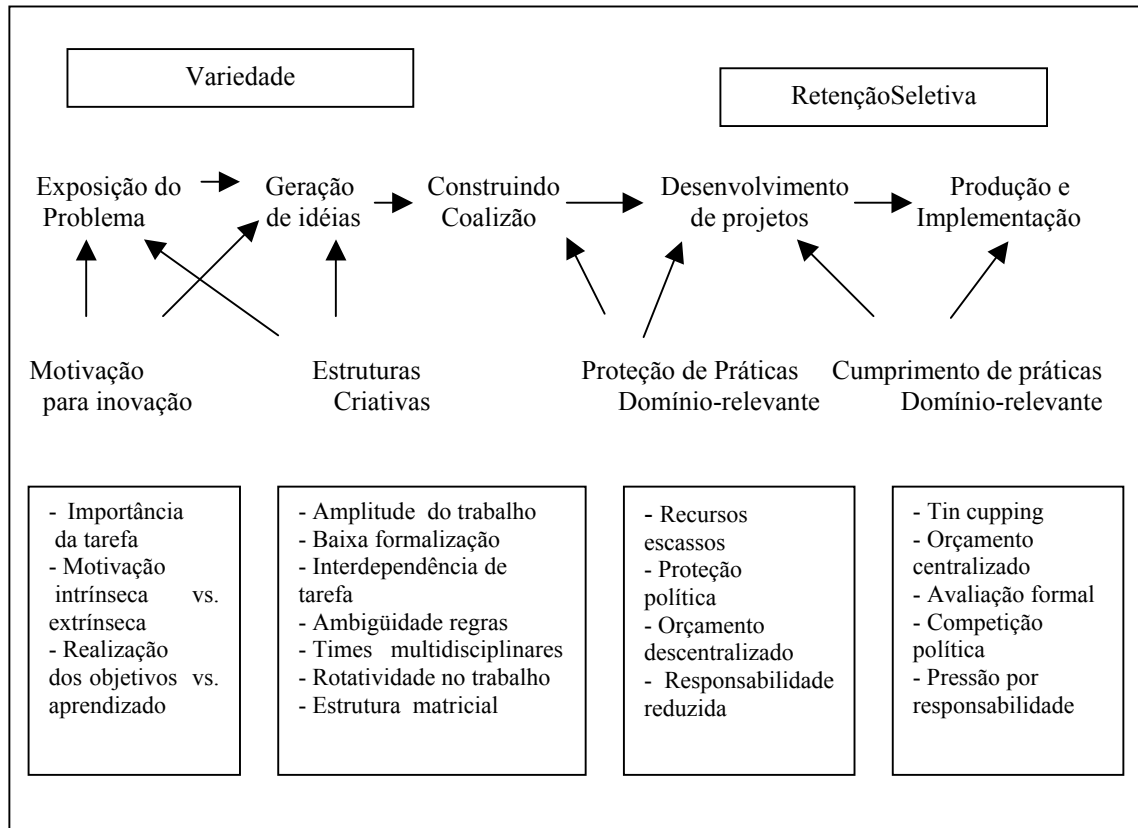 Variedade
RetençãoSeletiva
Exposição do
Problema
Geração
de idéias
Construindo
Coalizão
Desenvolvimento
de projetos
Produção e
Implementação
Motivação
para inovação
Estruturas
Criativas
Proteção de Práticas
Domínio-relevante
Cumprimento de práticas
Domínio-relevante
- Importância
da tarefa
- Motivação
intrínseca vs.
extrínseca
- Realização
dos objetivos vs.
aprendizado
- Amplitude do trabalho
- Baixa formalização
- Interdependência de
tarefa
- Ambigüidade regras
- Times multidisciplinares
- Rotatividade no trabalho
- Estrutura matricial
- Recursos
escassos
- Proteção
política
- Orçamento
descentralizado
- Responsabilidade
reduzida
- Tin cupping
- Orçamento
centralizado
- Avaliação formal
- Competição
política
- Pressão por
responsabilidade